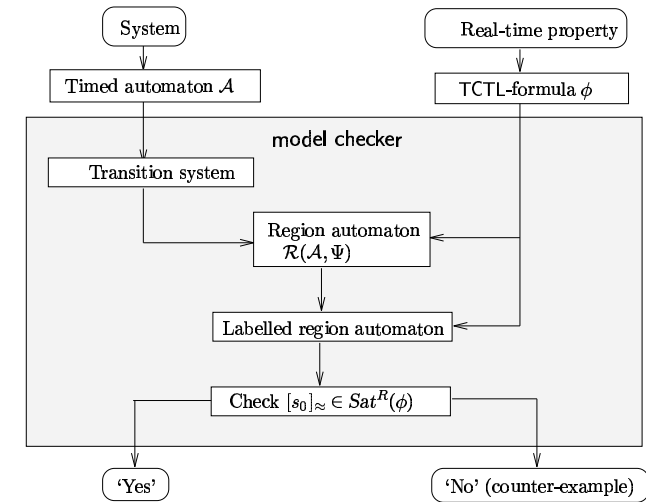 System
Real-time property
Timed automaton 𝒜
TCTL-formula ϕ
model checker
Transition system
Region automaton
ℛ(𝒜, Ψ)
Labelled region automaton
Check [s₀]≈ ∈ Satᴿ(ϕ)
‘Yes’
‘No’ (counter-example)